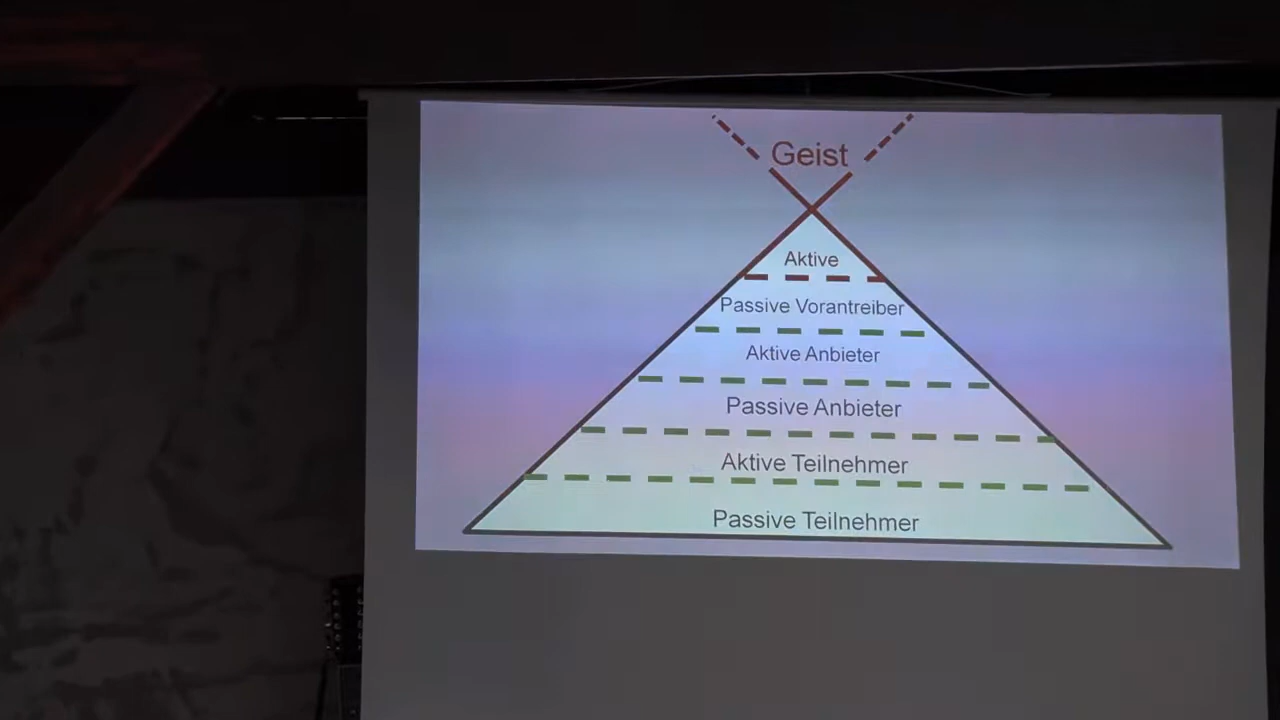 Geist
Aktive
Passive Vorantreiber
Aktive Anbieter
Passive Anbieter
Aktive Teilnehmer
Passive Teilnehmer